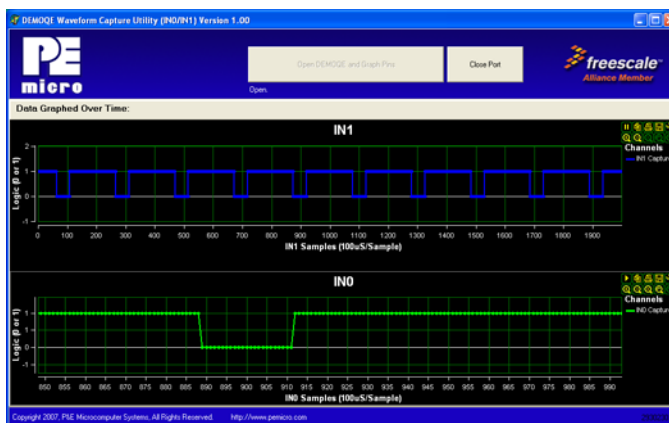 DEMOQE Waveform Capture Utility (IN0/IN1) Version 1.00
PE
micro
Open DEMOQE and Graph Pins
Close Port
Open.
freescale™
Alliance Member
Data Graphed Over Time:
IN1
Channels
IN1 Capture
Logic (0 or 1)
2
1
0
-1
0 100 200 300 400 500 600 700 800 900 1000 1100 1200 1300 1400 1500 1600 1700 1800 1900
IN1 Samples (100uS/Sample)
IN0
Channels
IN0 Capture
Logic (0 or 1)
1
1
0
-1
850 855 860 865 870 875 880 885 890 895 900 905 910 915 920 925 930 935 940 945 950 955 960 965 970 975 980 985 990
IN0 Samples (100uS/Sample)
Copyright 2007, P&E Microcomputer Systems, All Rights Reserved. http://www.pemicro.com